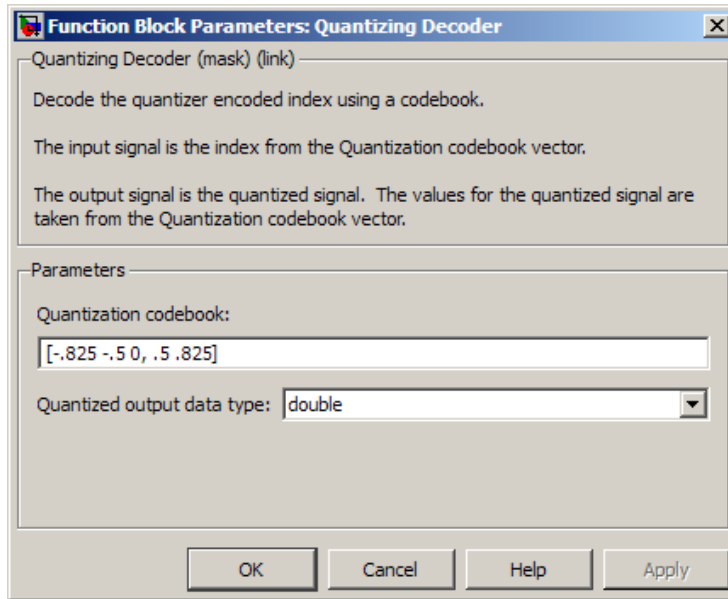 Function Block Parameters: Quantizing Decoder
Quantizing Decoder (mask) (link)
Decode the quantizer encoded index using a codebook.
The input signal is the index from the Quantization codebook vector.
The output signal is the quantized signal.  The values for the quantized signal are
taken from the Quantization codebook vector.
Parameters
Quantization codebook:
[-.825 -.5 0, .5 .825]
Quantized output data type: double
OK Cancel Help Apply